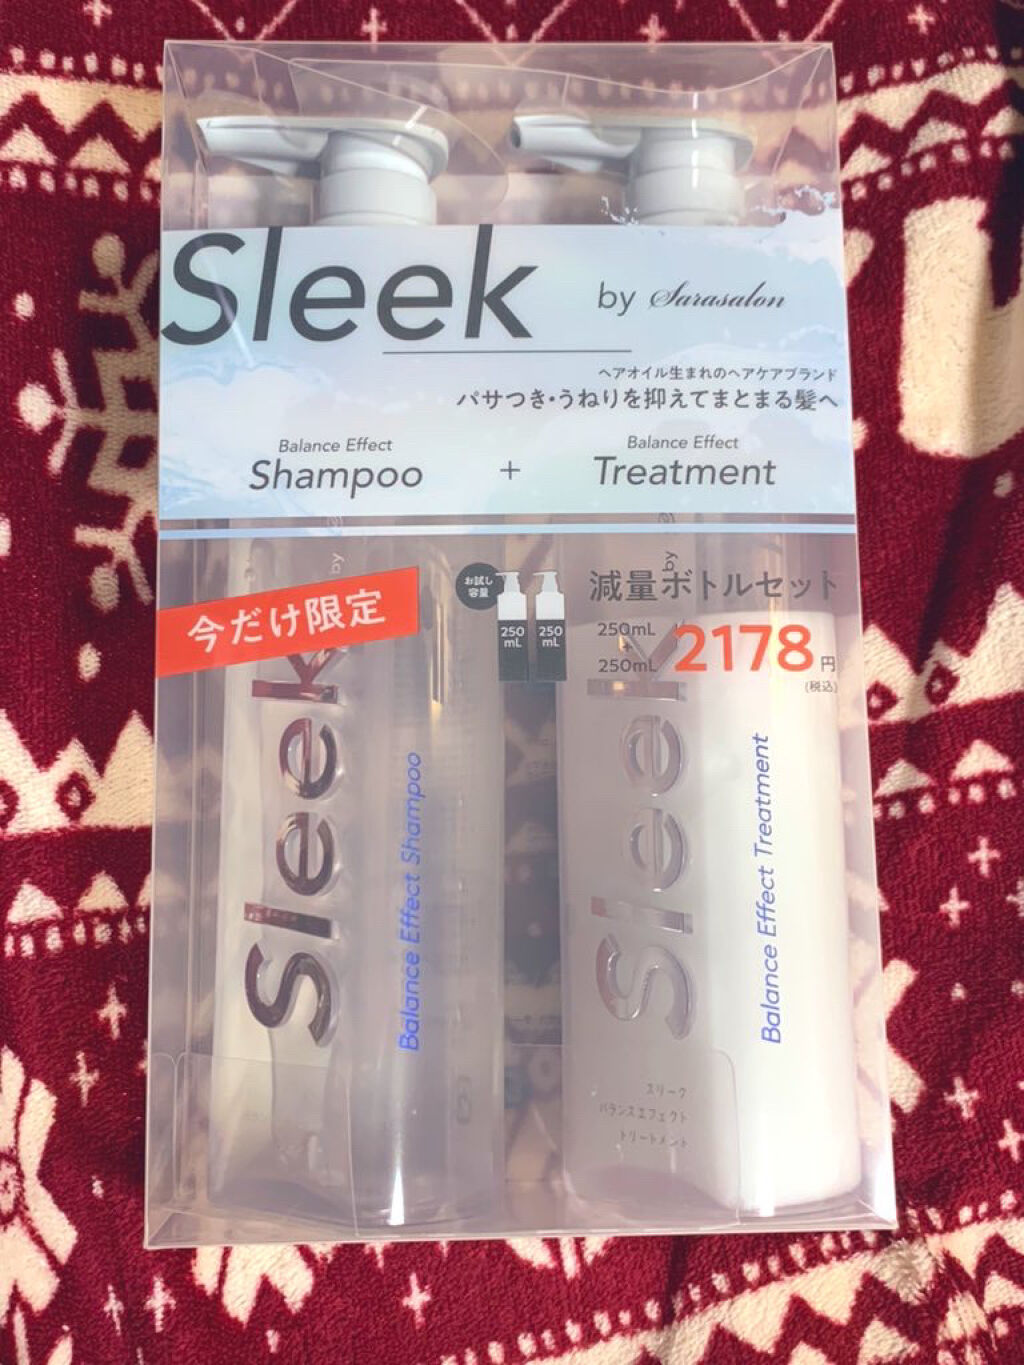 Sleek by Sarasalon
ヘアオイル生まれのヘアケアブランド
パサつき・うねりを抑えてまとまる髪へ
Balance Effect
Shampoo
+
Balance Effect
Treatment
今だけ限定
お試し
容量
250
mL
250
mL
減量ボトルセット
250mL
+
250mL
2178円
(税込)
Sleek by
Balance Effect Shampoo
Sleek by
Balance Effect Treatment
スリーク
バランスエフェクト
トリートメント